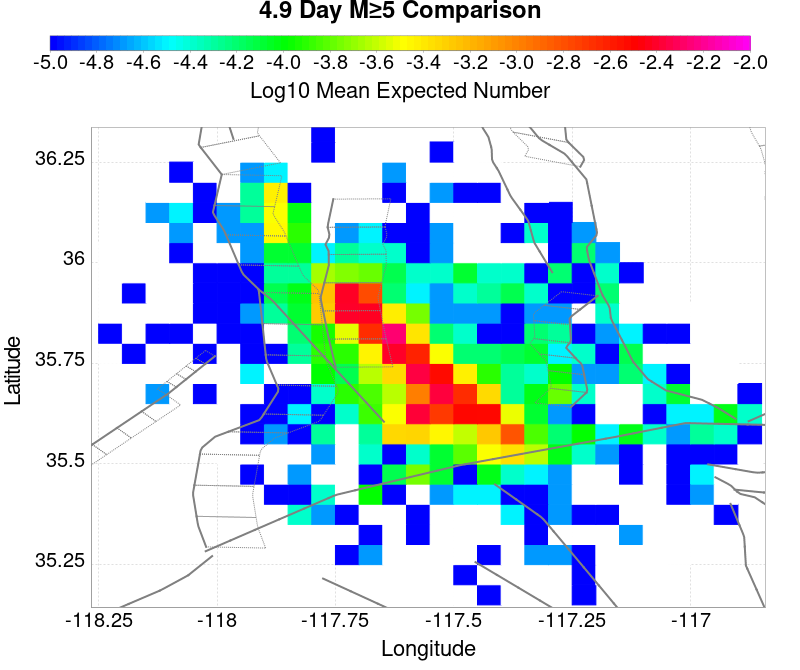 4.9 Day M≥5 Comparison
-5.0 -4.8 -4.6 -4.4 -4.2 -4.0 -3.8 -3.6 -3.4 -3.2 -3.0 -2.8 -2.6 -2.4 -2.2 -2.0
Log10 Mean Expected Number
36.25
36
35.75
35.5
35.25
Latitude
-118.25 -118 -117.75 -117.5 -117.25 -117
Longitude